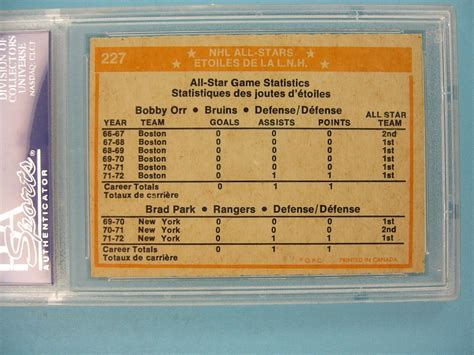 227
NHL ALL-STARS
ETOILES DE LA L.N.H.
All-Star Game Statistics
Statistiques des joutes d'étoiles
Bobby Orr • Bruins • Defense/Défense
YEAR TEAM GOALS ASSISTS POINTS ALL STAR TEAM
66-67 Boston 0 0 0 2nd
67-68 Boston 0 0 0 1st
68-69 Boston 0 0 0 1st
69-70 Boston 0 0 0 1st
70-71 Boston 0 0 0 1st
71-72 Boston 0 1 1 1st
Career Totals 0 1 1
Totaux de carrière
Brad Park • Rangers • Defense/Défense
69-70 New York 0 0 0 1st
70-71 New York 0 0 0 2nd
71-72 New York 0 1 1 1st
Career Totals 0 1 1
Totaux de carrière
O.P.C. PRINTED IN CANADA
DIVISION OF
COLLECTORS
UNIVERSE
NASDAQ: CLCT
PSA
Sports
AUTHENTICATOR